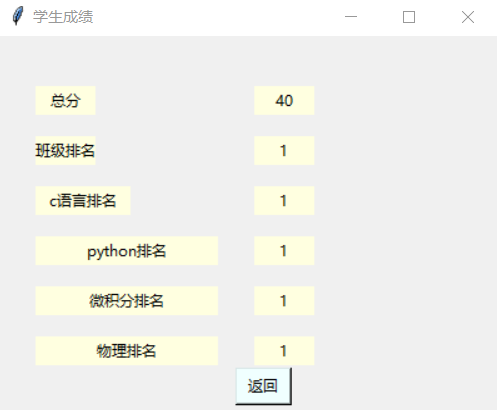 学生成绩
总分 40
班级排名 1
c语言排名 1
python排名 1
微积分排名 1
物理排名 1
返回